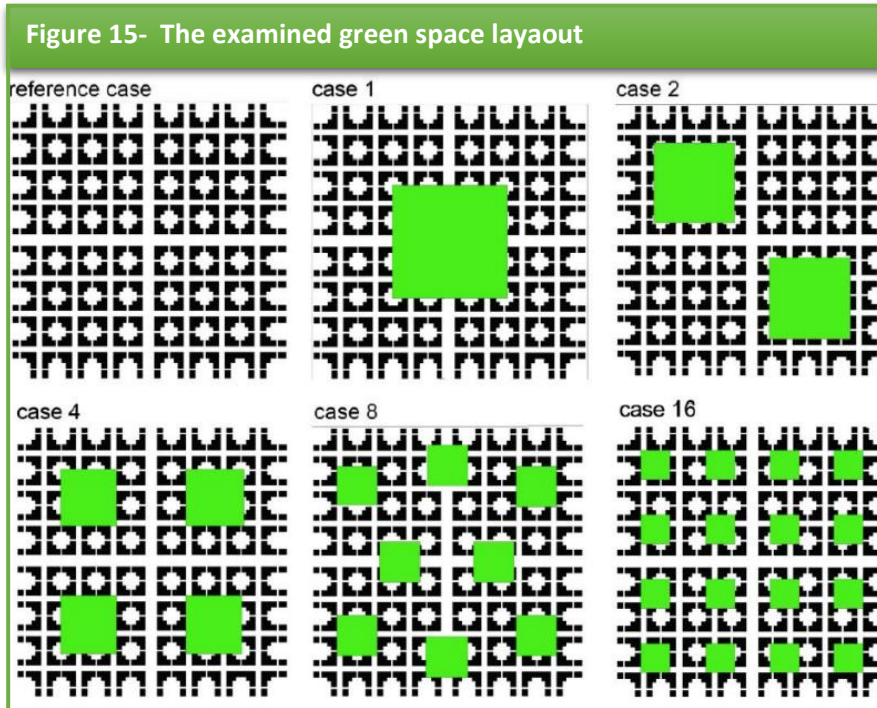 Figure 15- The examined green space layaout
reference case
case 1
case 2
case 4
case 8
case 16